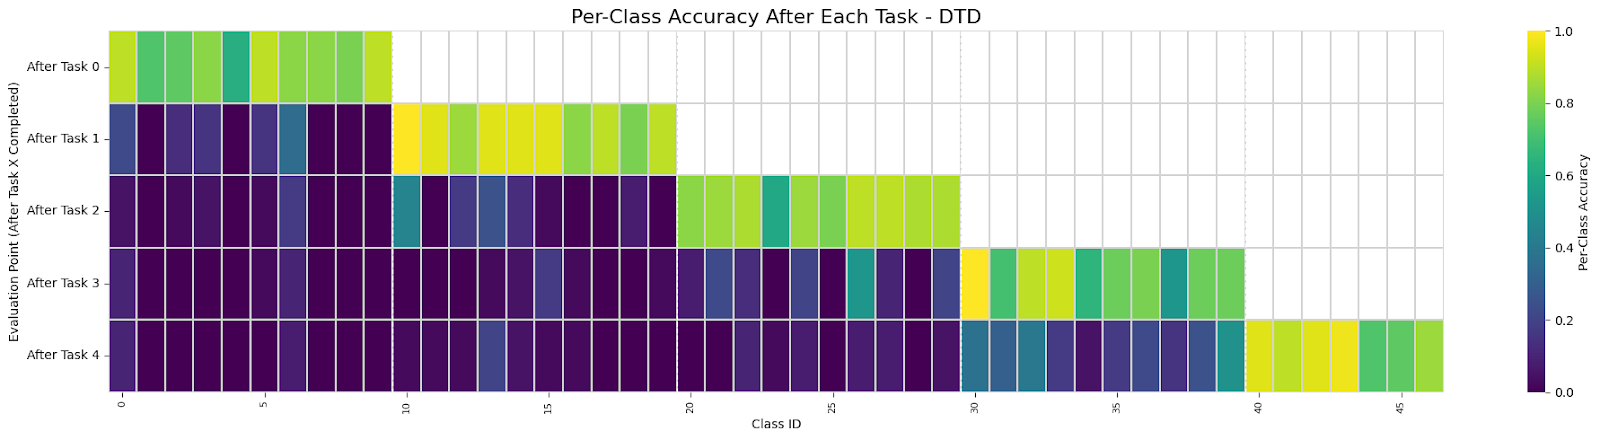 Per-Class Accuracy After Each Task - DTD
Evaluation Point (After Task X Completed)
After Task 0
After Task 1
After Task 2
After Task 3
After Task 4
0
5
10
15
20
25
30
35
40
45
Class ID
1.0
0.8
0.6
0.4
0.2
0.0
Per-Class Accuracy